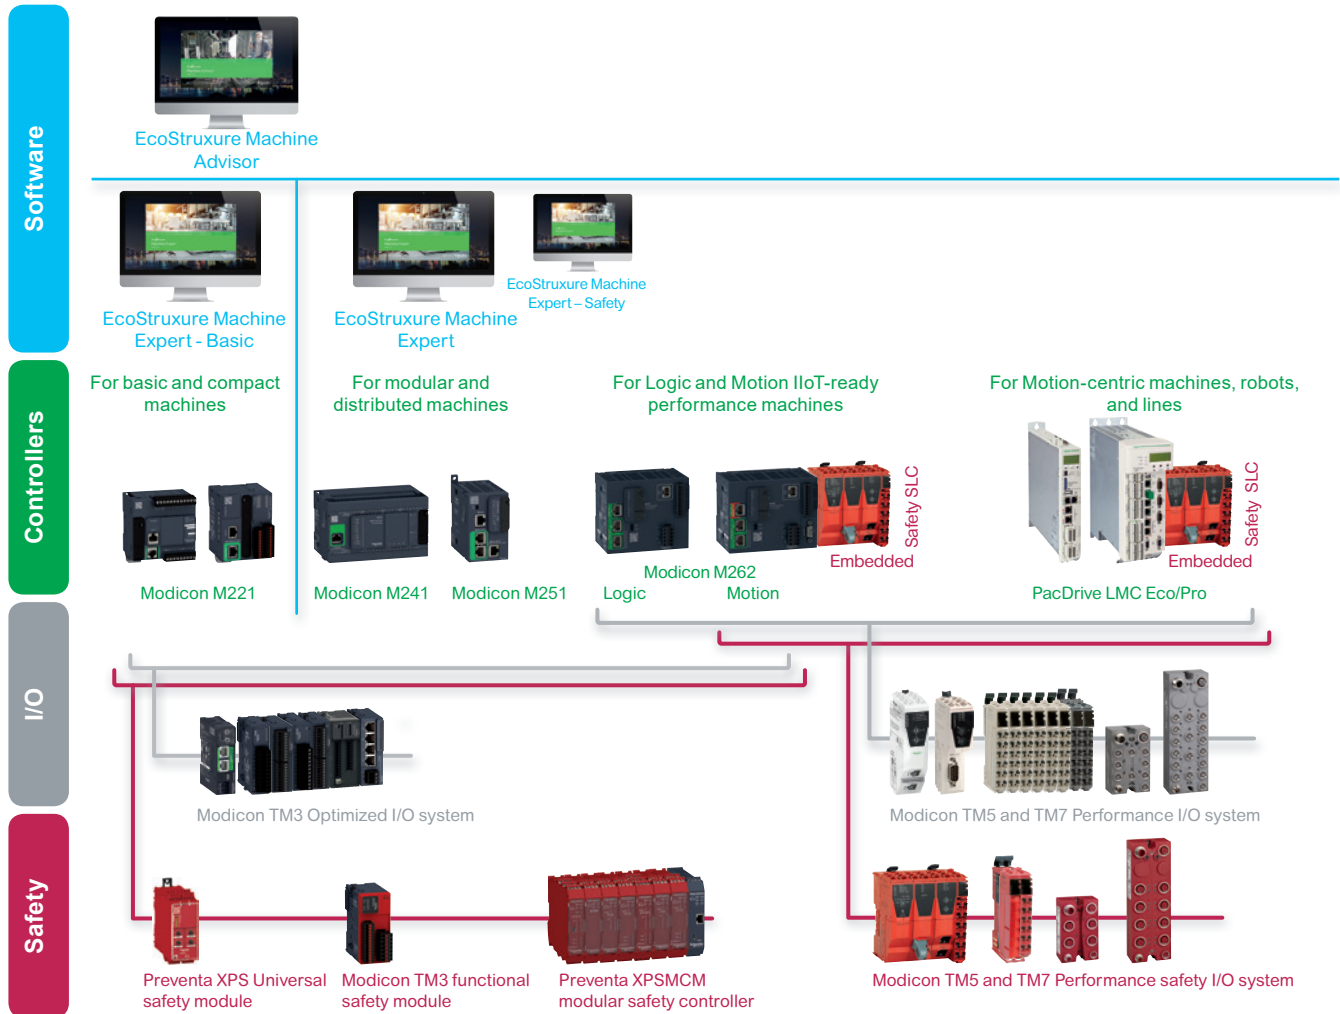 Software
EcoStruxure Machine
Advisor
EcoStruxure Machine
Expert - Basic
EcoStruxure Machine
Expert
EcoStruxure Machine
Expert – Safety
Controllers
For basic and compact
machines
For modular and
distributed machines
For Logic and Motion IIoT-ready
performance machines
For Motion-centric machines, robots,
and lines
Modicon M221
Modicon M241
Modicon M251
Modicon M262
Logic
Motion
Embedded
Safety SLC
PacDrive LMC Eco/Pro
Embedded
Safety SLC
I/O
Modicon TM3 Optimized I/O system
Modicon TM5 and TM7 Performance I/O system
Safety
Preventa XPS Universal
safety module
Modicon TM3 functional
safety module
Preventa XPSMCM
modular safety controller
Modicon TM5 and TM7 Performance safety I/O system